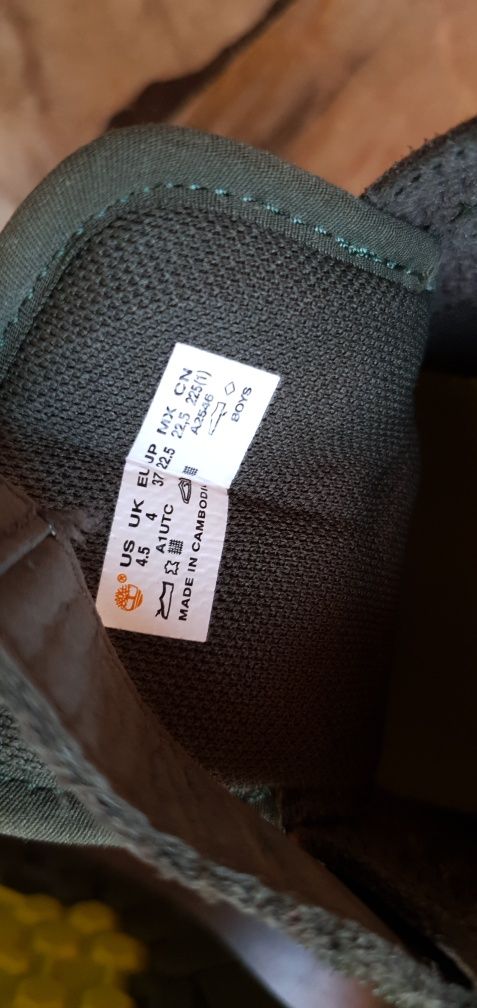 US UK EU JP MX CN
4.5 4 37 22.5 22,5 225(1)
A1UTC A2546
MADE IN CAMBODI
BOYS